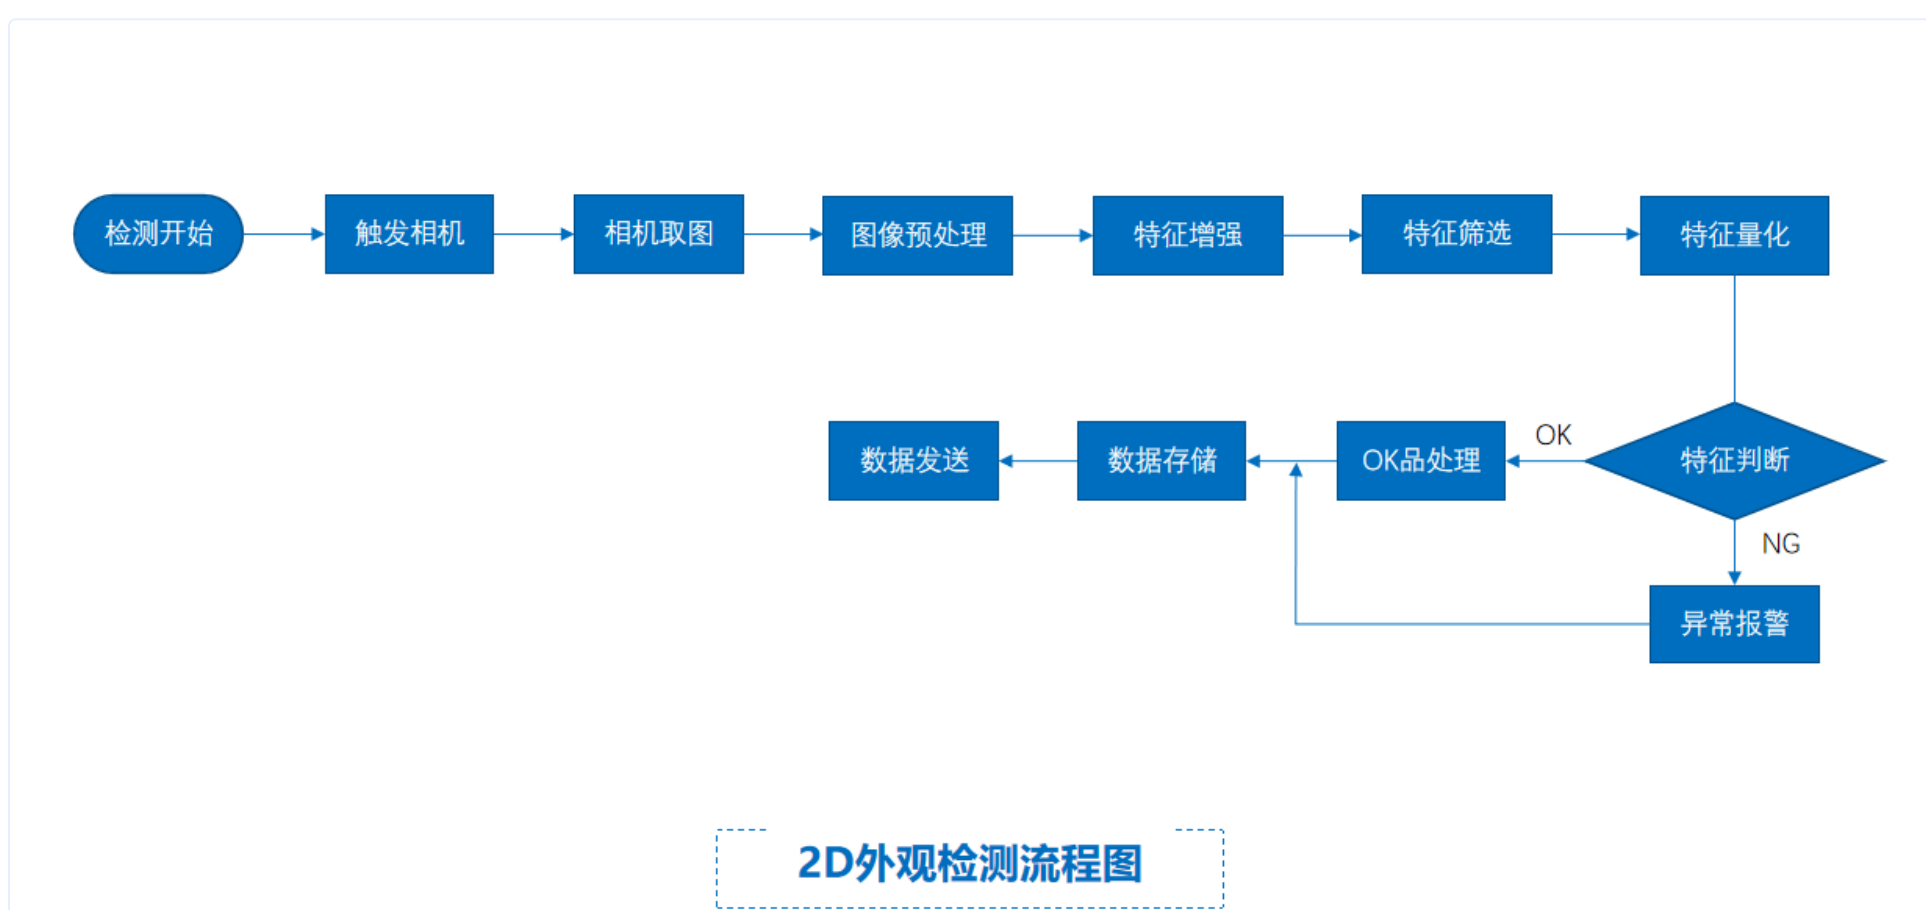 检测开始
触发相机
相机取图
图像预处理
特征增强
特征筛选
特征量化
数据发送
数据存储
OK品处理
OK
特征判断
NG
异常报警
2D外观检测流程图